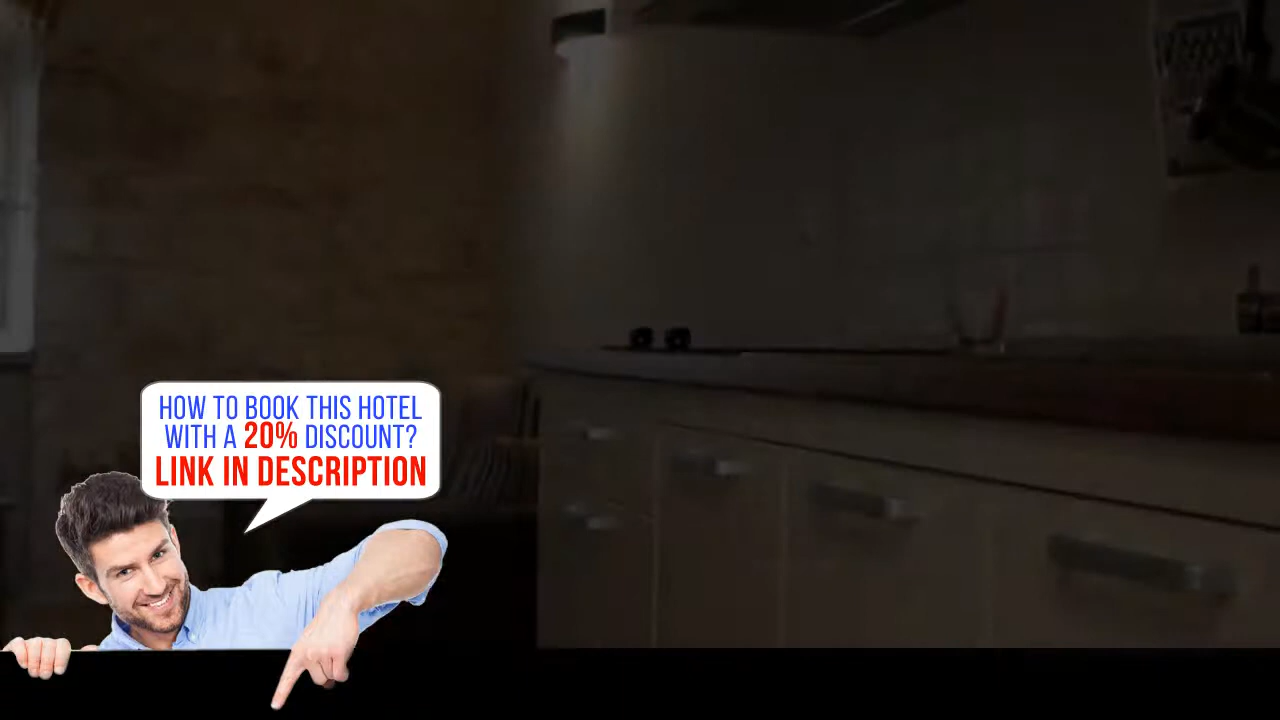 HOW TO BOOK THIS HOTEL
WITH A 20% DISCOUNT?
LINK IN DESCRIPTION